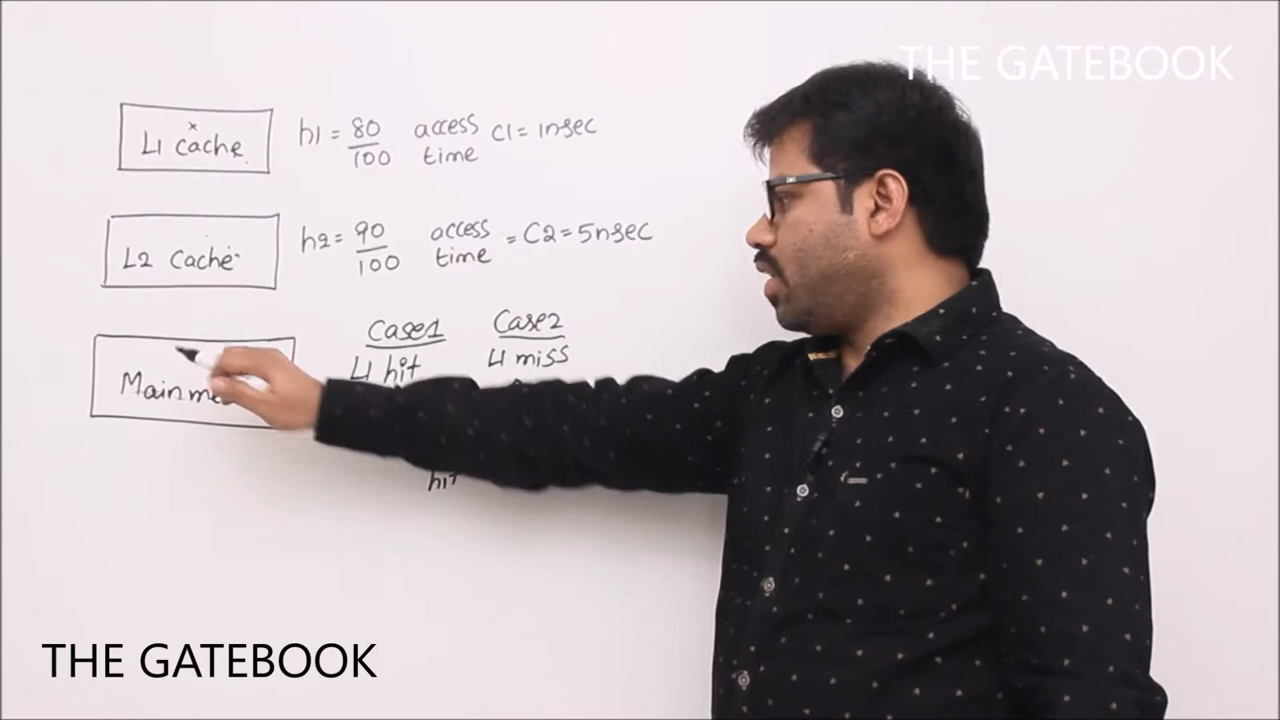 THE GATEBOOK
L1 cache h1 = 80/100 access time C1 = 1nsec
x
L2 cache h2 = 90/100 access time = C2 = 5nsec
Case1 Case2
L1 hit L1 miss
Main
hit
THE GATEBOOK